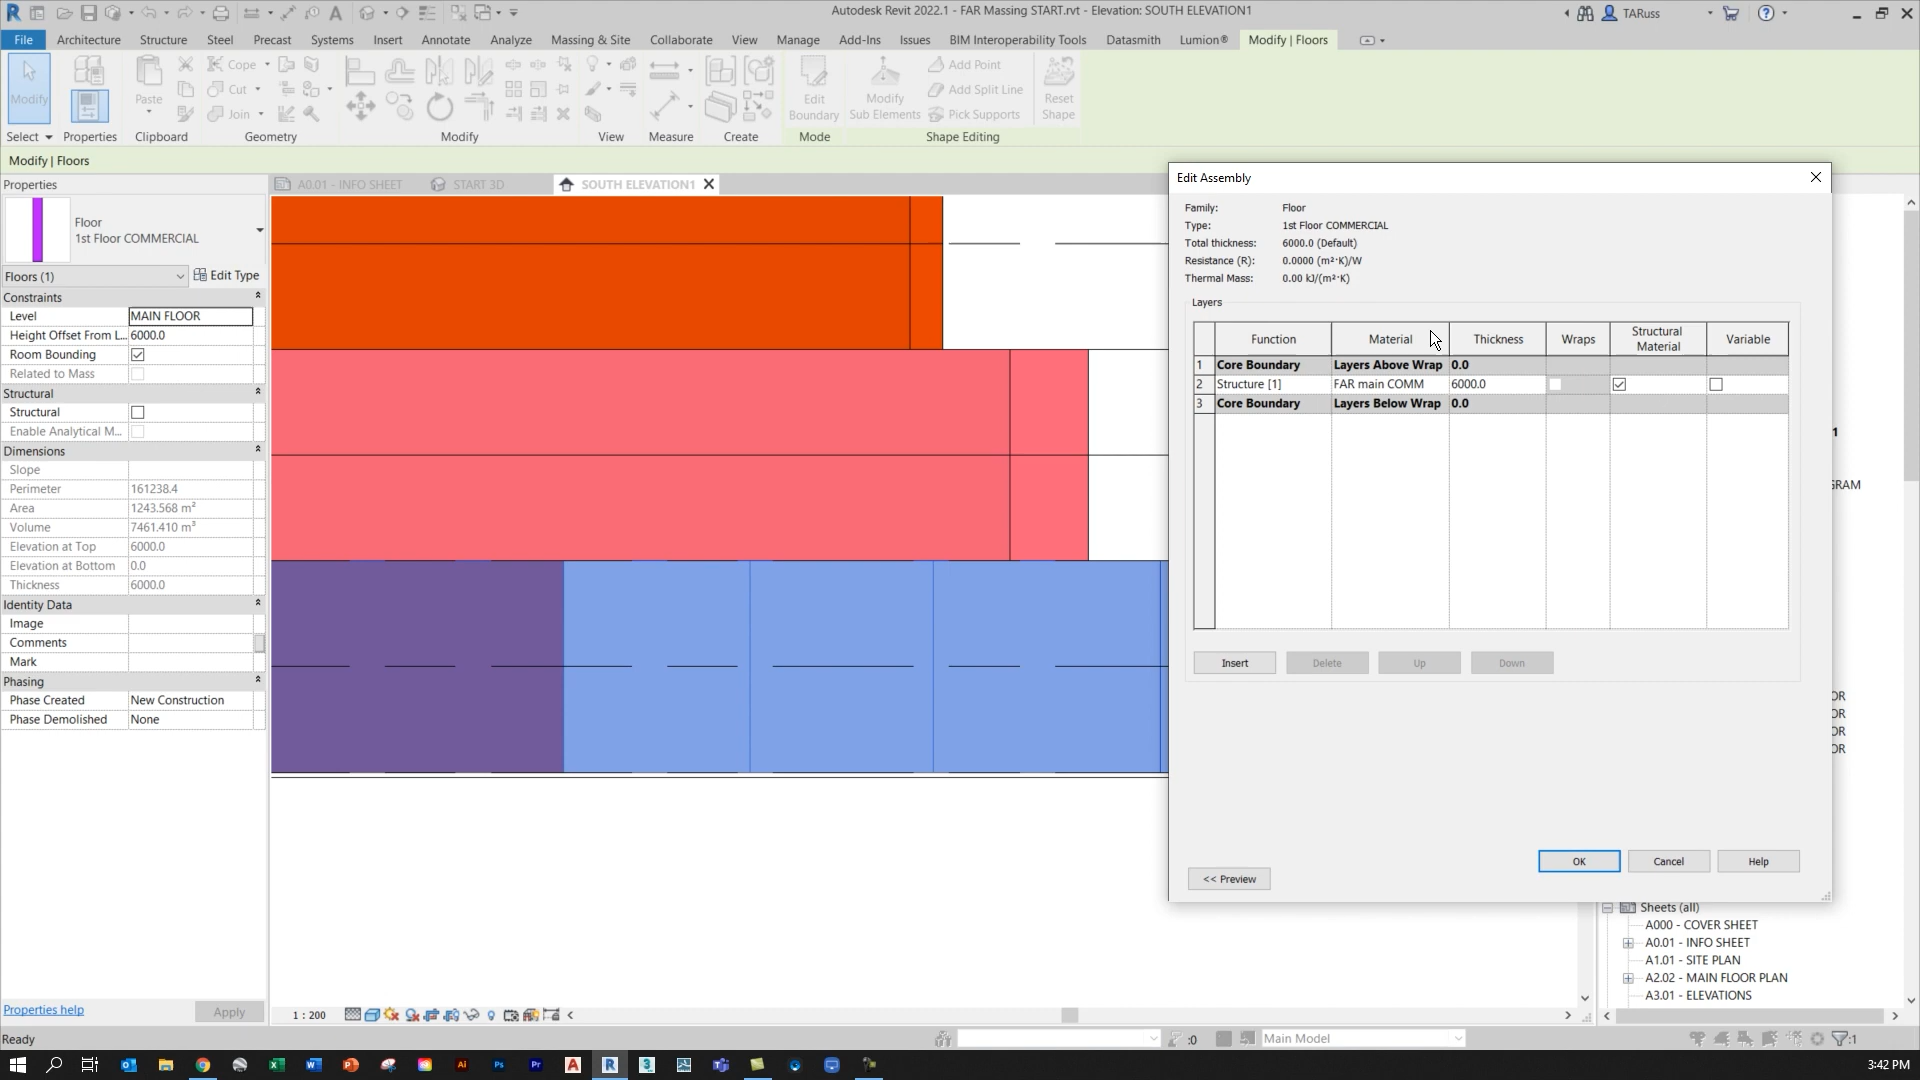 Autodesk Revit 2022.1 - FAR Massing START.rvt - Elevation: SOUTH ELEVATION1
TARuss
File Architecture Structure Steel Precast Systems Insert Annotate Analyze Massing & Site Collaborate View Manage Add-Ins Issues BIM Interoperability Tools Datasmith Lumion® Modify | Floors
Modify
Paste
Cope
Cut
Join
Edit Boundary
Modify Sub Elements
Add Point
Add Split Line
Pick Supports
Reset Shape
Select Properties Clipboard Geometry Modify View Measure Create Mode Shape Editing
Modify | Floors
Properties
A0.01 - INFO SHEET START 3D SOUTH ELEVATION1
Floor
1st Floor COMMERCIAL
Floors (1) Edit Type
Constraints
Level MAIN FLOOR
Height Offset From L... 6000.0
Room Bounding
Related to Mass
Structural
Structural
Enable Analytical M...
Dimensions
Slope
Perimeter 161238.4
Area 1243.568 m²
Volume 7461.410 m³
Elevation at Top 6000.0
Elevation at Bottom 0.0
Thickness 6000.0
Identity Data
Image
Comments
Mark
Phasing
Phase Created New Construction
Phase Demolished None
Properties help Apply
Edit Assembly
Family: Floor
Type: 1st Floor COMMERCIAL
Total thickness: 6000.0 (Default)
Resistance (R): 0.0000 (m²·K)/W
Thermal Mass: 0.00 kJ/(m²·K)
Layers
Function Material Thickness Wraps Structural Material Variable
1 Core Boundary Layers Above Wrap 0.0
2 Structure [1] FAR main COMM 6000.0
3 Core Boundary Layers Below Wrap 0.0
Insert Delete Up Down
<< Preview OK Cancel Help
1
GRAM
OR
OR
OR
OR
Sheets (all)
A000 - COVER SHEET
A0.01 - INFO SHEET
A1.01 - SITE PLAN
A2.02 - MAIN FLOOR PLAN
A3.01 - ELEVATIONS
1 : 200
Ready
:0
Main Model
:1
3:42 PM